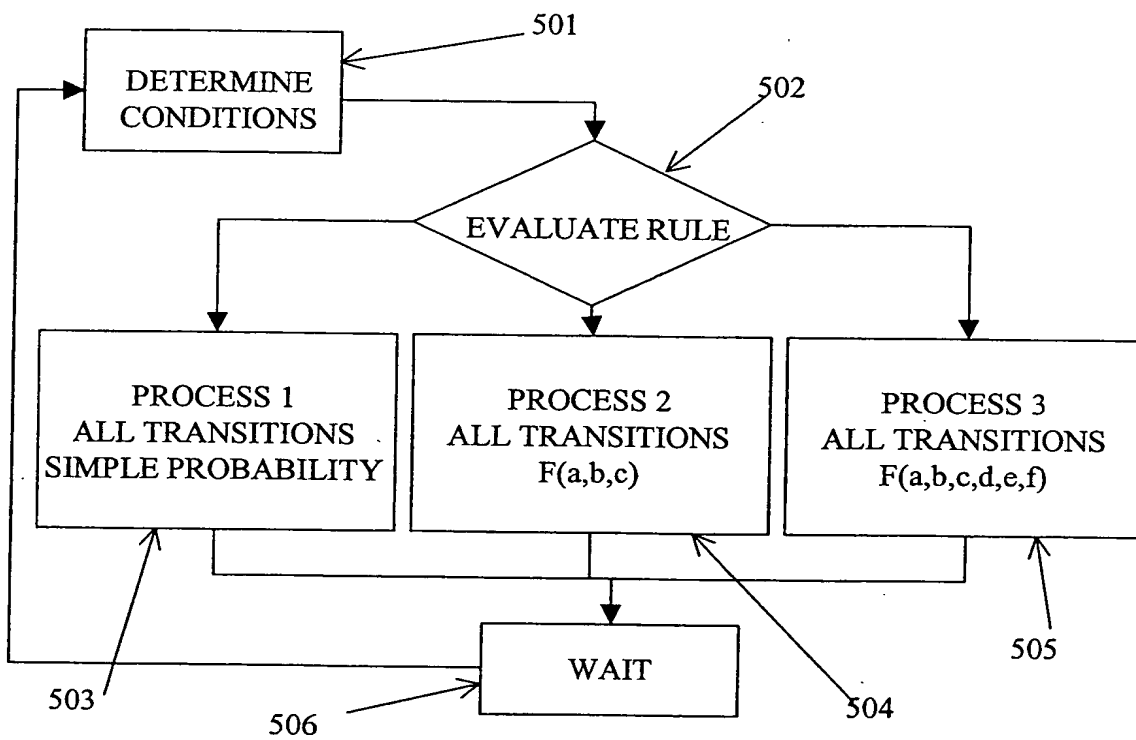 501
DETERMINE
CONDITIONS
502
EVALUATE RULE
PROCESS 1
ALL TRANSITIONS
SIMPLE PROBABILITY
PROCESS 2
ALL TRANSITIONS
F(a,b,c)
PROCESS 3
ALL TRANSITIONS
F(a,b,c,d,e,f)
WAIT
503
506
504
505